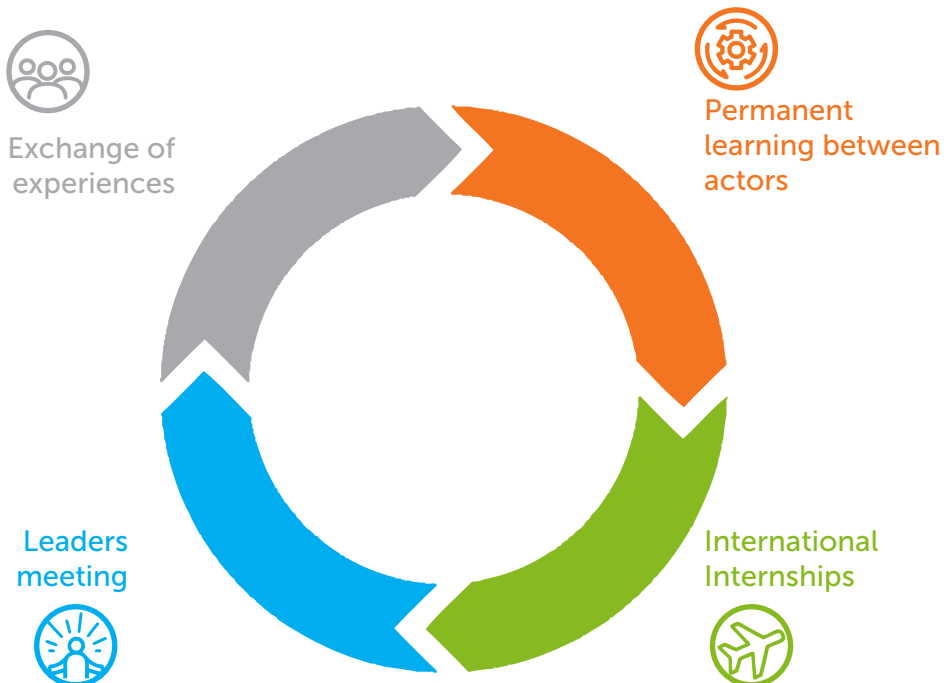 Exchange of
experiences
Permanent
learning between
actors
Leaders
meeting
International
Internships